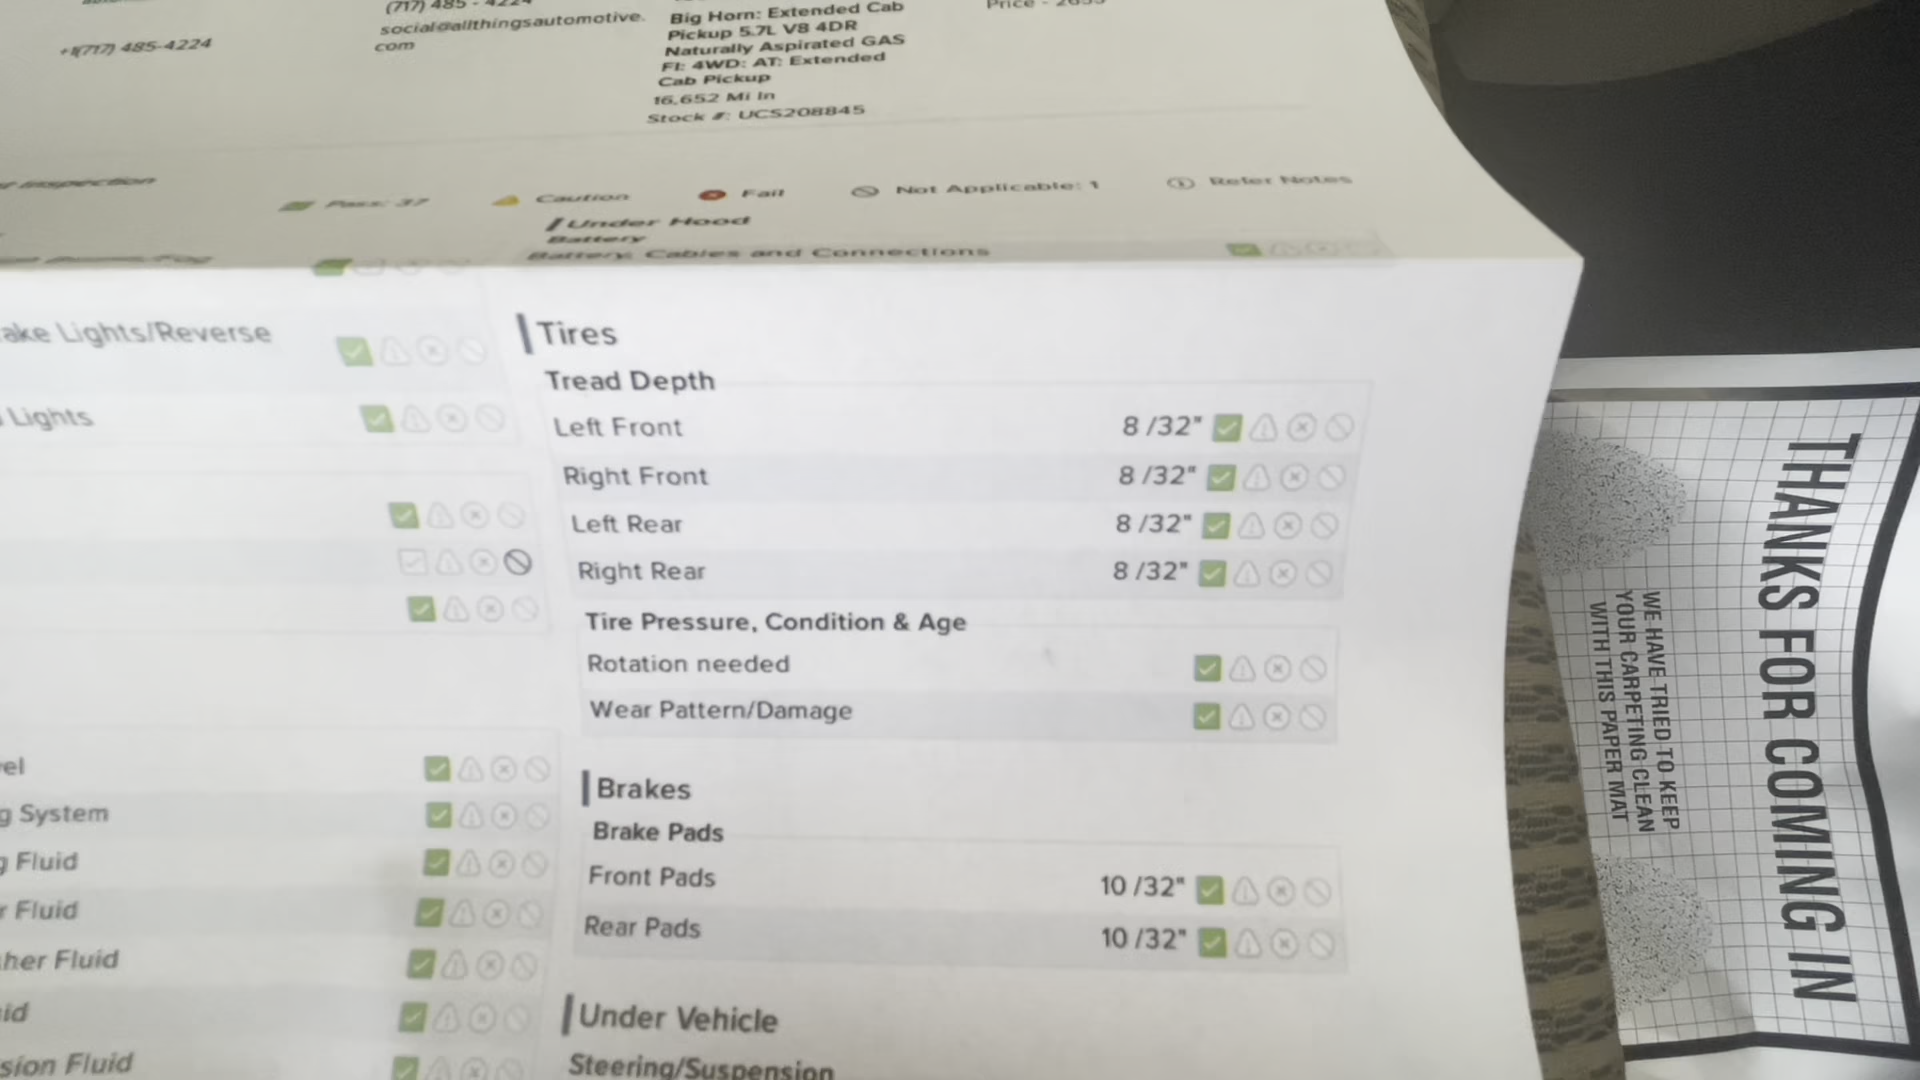 (717) 485 - 4224
social@allthingsautomotive.
com
+1(717) 485-4224
Big Horn: Extended Cab
Pickup 5.7L V8 4DR
Naturally Aspirated GAS
FI: 4WD: AT: Extended
Cab Pickup
16,652 Mi In
Stock #: UCS208845
Price -
Inspection
Pass: 37
Caution
Fail
Not Applicable: 1
Refer Notes
Under Hood
Battery
Battery, Cables and Connections
ake Lights/Reverse
Lights
el
g System
g Fluid
r Fluid
her Fluid
id
sion Fluid
Tires
Tread Depth
Left Front 8 /32"
Right Front 8 /32"
Left Rear 8 /32"
Right Rear 8 /32"
Tire Pressure, Condition & Age
Rotation needed
Wear Pattern/Damage
Brakes
Brake Pads
Front Pads 10 /32"
Rear Pads 10 /32"
Under Vehicle
Steering/Suspension
THANKS FOR COMING IN
WE HAVE TRIED TO KEEP
YOUR CARPETING CLEAN
WITH THIS PAPER MAT